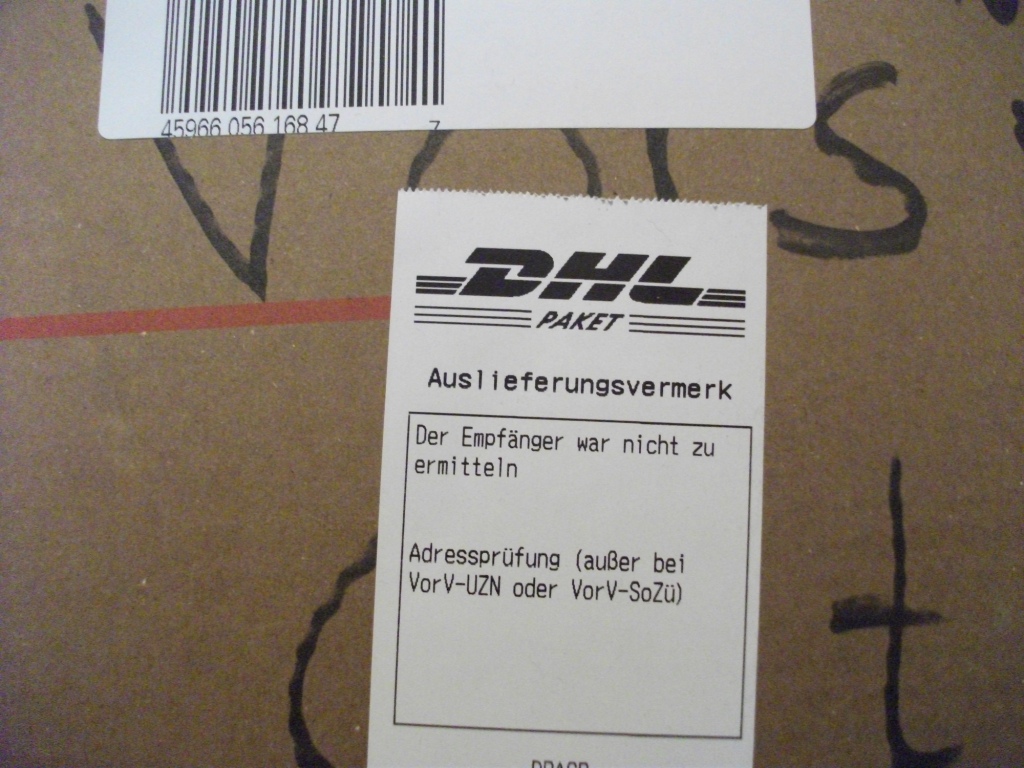 45966 056 168 47 7
DHL
PAKET
Auslieferungsvermerk
Der Empfänger war nicht zu
ermitteln
Adressprüfung (außer bei
VorV-UZN oder VorV-SoZü)